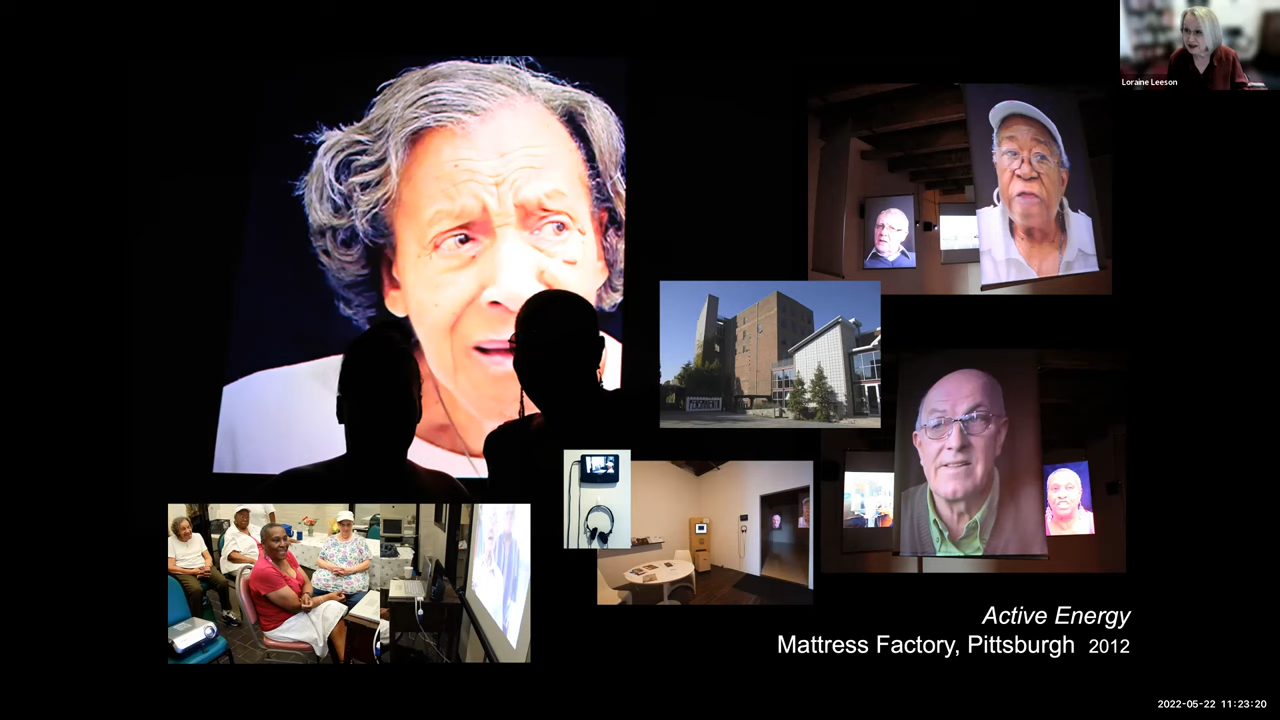 Loraine Leeson
Active Energy
Mattress Factory, Pittsburgh 2012
2022-05-22 11:23:20